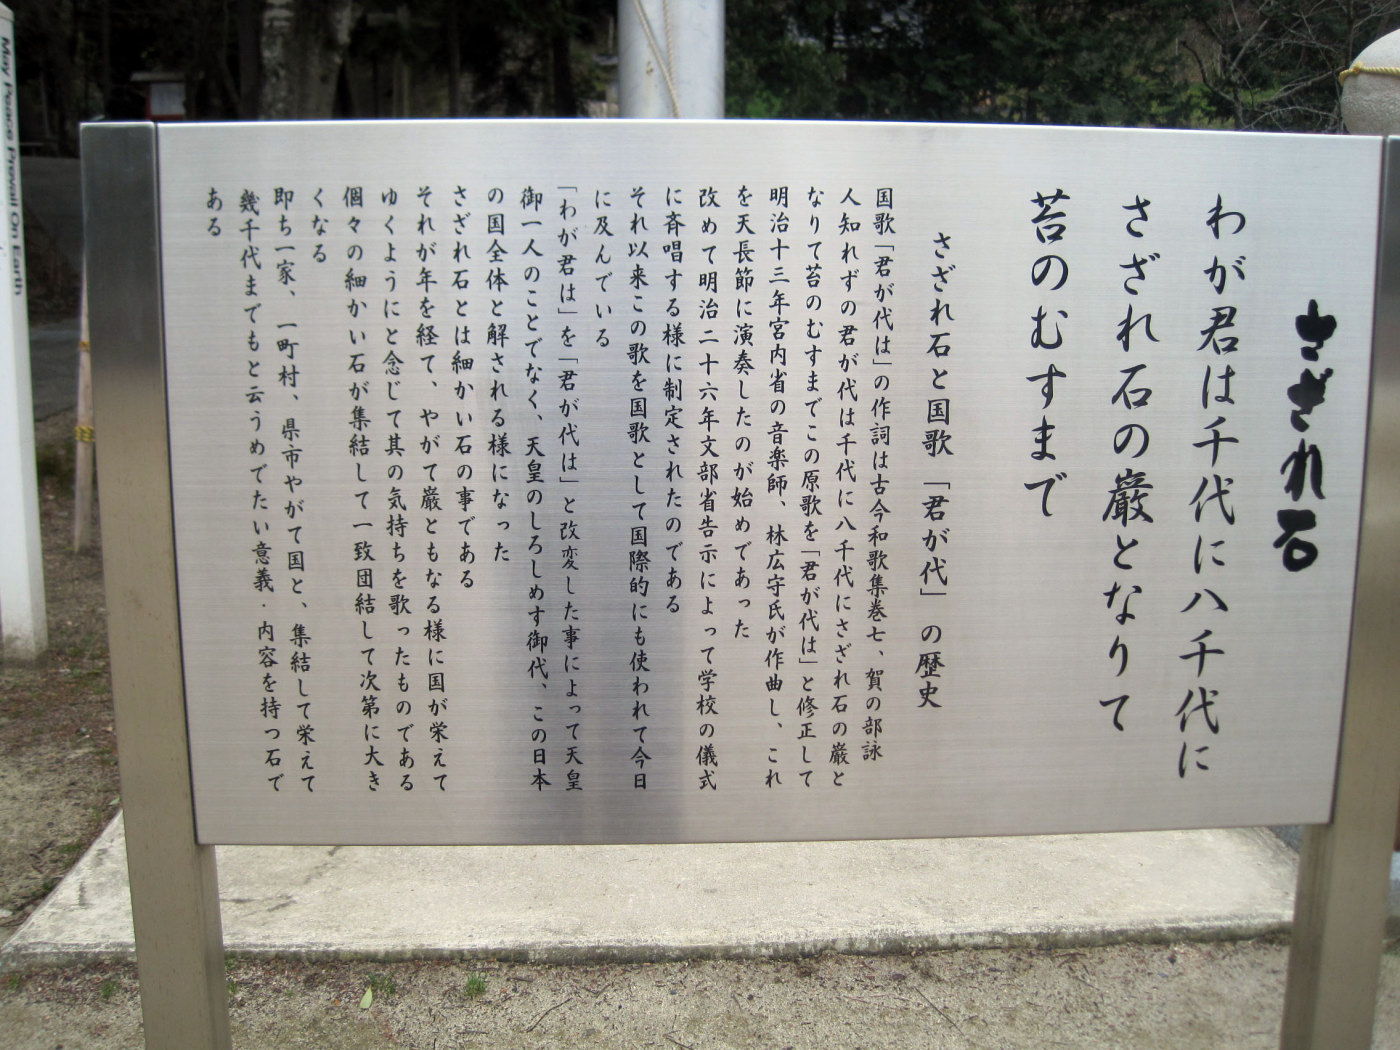 さざれ石
わが君は千代に八千代に
さざれ石の巌となりて
苔のむすまで
さざれ石と国歌「君が代」の歴史
国歌「君が代は」の作詞は古今和歌集巻七、賀の部詠
人知れずの君が代は千代に八千代にさざれ石の巌と
なりて苔のむすまでこの原歌を「君が代は」と修正して
明治十三年宮内省の音楽師、林広守氏が作曲し、これ
を天長節に演奏したのが始めであった
改めて明治二十六年文部省告示によって学校の儀式
に斉唱する様に制定されたのである
それ以来この歌を国歌として国際的にも使われて今日
に及んでいる
「わが君は」を「君が代は」と改変した事によって天皇
御一人のことでなく、天皇のしろしめす御代、この日本
の国全体と解される様になった
さざれ石とは細かい石の事である
それが年を経て、やがて巌ともなる様に国が栄えて
ゆくようにと念じて其の気持ちを歌ったものである
個々の細かい石が集結して一致団結して次第に大き
くなる
即ち一家、一町村、県市やがて国と、集結して栄えて
幾千代までもと云うめでたい意義・内容を持つ石で
ある
May Peace Prevail On Earth